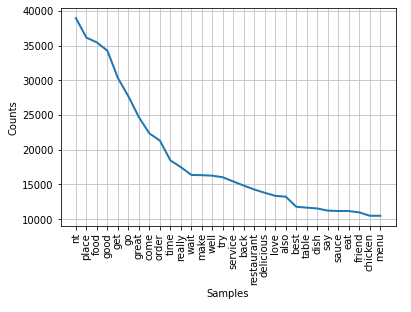 40000
35000
30000
25000
20000
15000
10000
Counts
nt
place
food
good
get
go
great
come
order
time
really
wait
make
well
try
service
back
restaurant
delicious
love
also
best
table
dish
say
sauce
eat
friend
chicken
menu
Samples